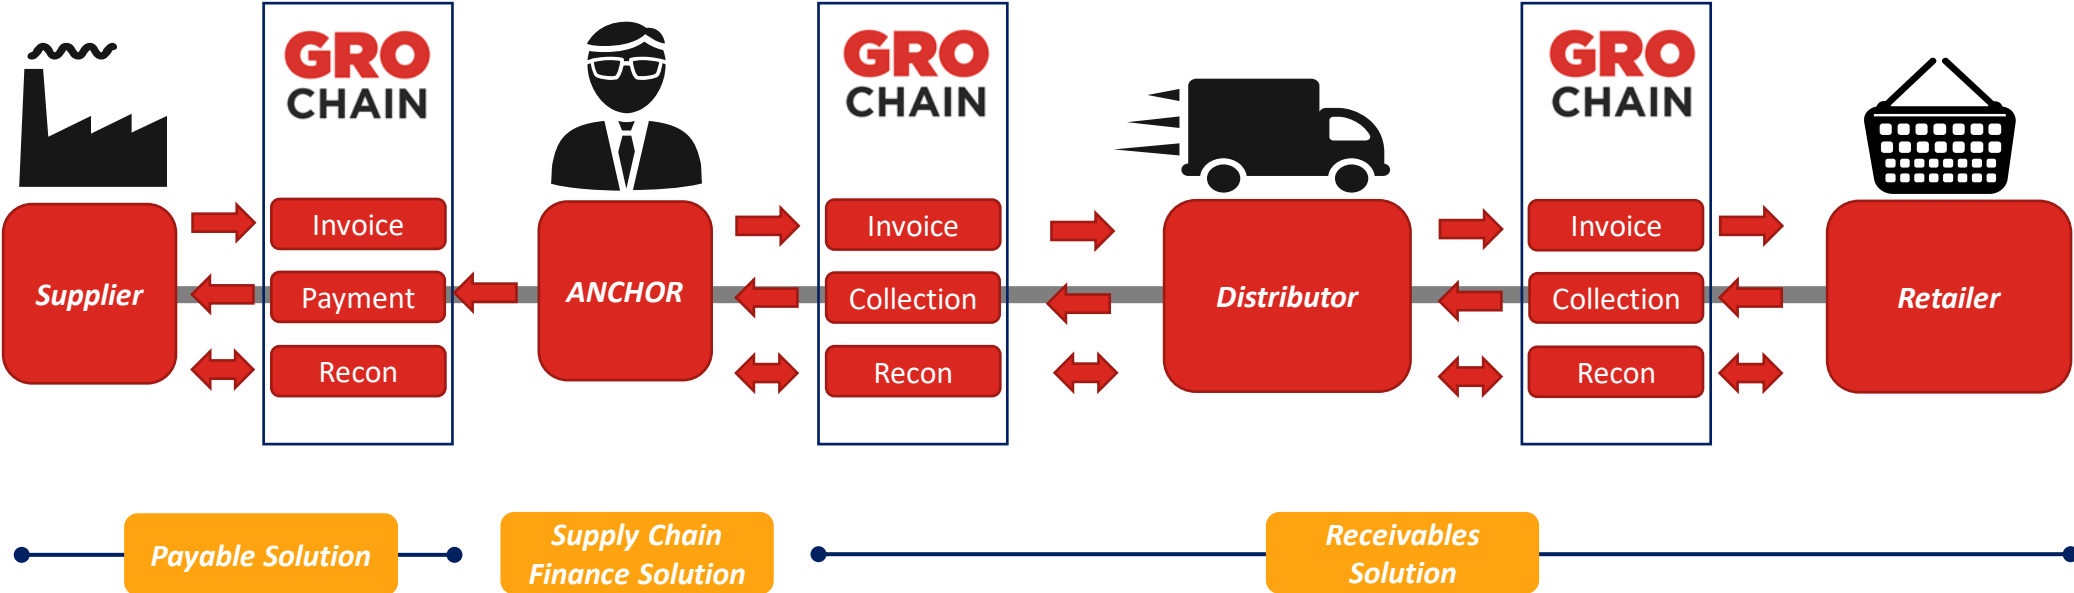 GRO
CHAIN
GRO
CHAIN
GRO
CHAIN
Invoice
Invoice
Invoice
Supplier
Payment
ANCHOR
Collection
Distributor
Collection
Retailer
Recon
Recon
Recon
Payable Solution
Supply Chain
Finance Solution
Receivables
Solution